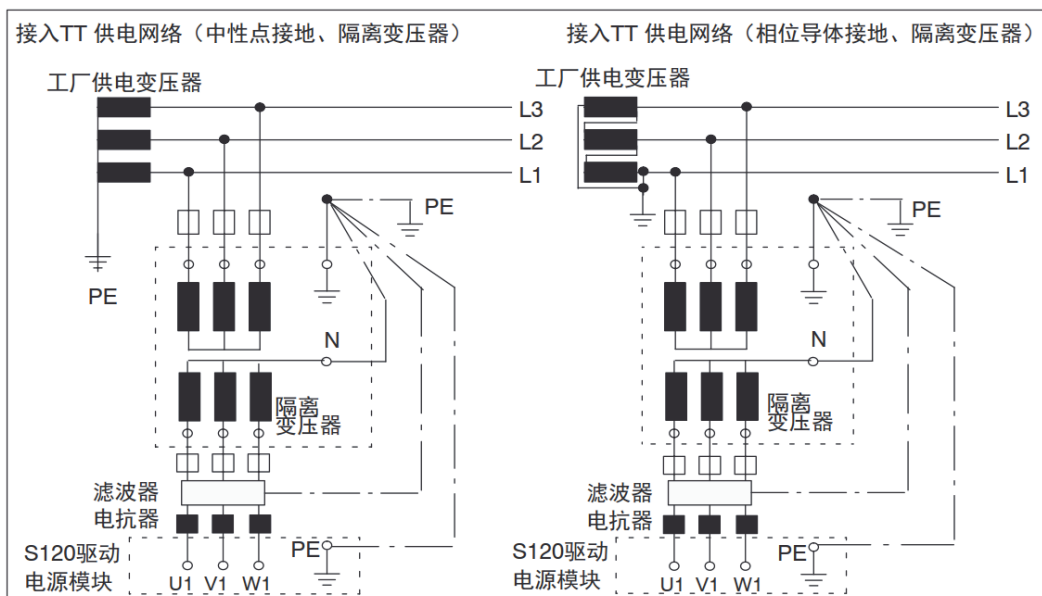 接入TT 供电网络（中性点接地、隔离变压器）
工厂供电变压器
L3
L2
L1
PE
PE
N
隔离
变压器
滤波器
电抗器
S120驱动
电源模块
PE
U1 V1 W1
接入TT 供电网络（相位导体接地、隔离变压器）
工厂供电变压器
L3
L2
L1
PE
N
隔离
变压器
滤波器
电抗器
S120驱动
电源模块
PE
U1 V1 W1